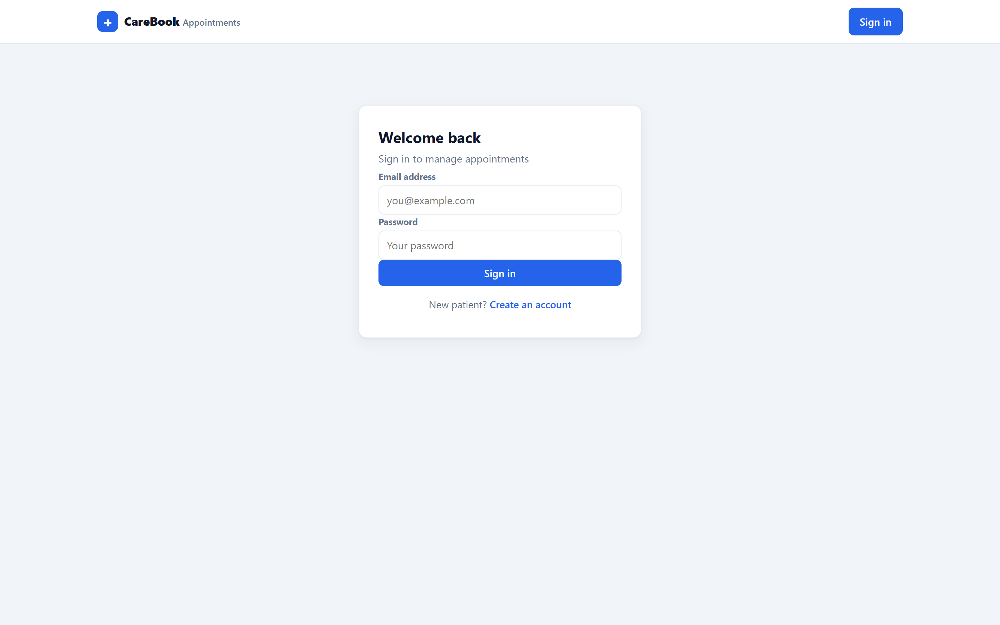 + CareBook Appointments
Sign in
Welcome back
Sign in to manage appointments
Email address
you@example.com
Password
Your password
Sign in
New patient? Create an account